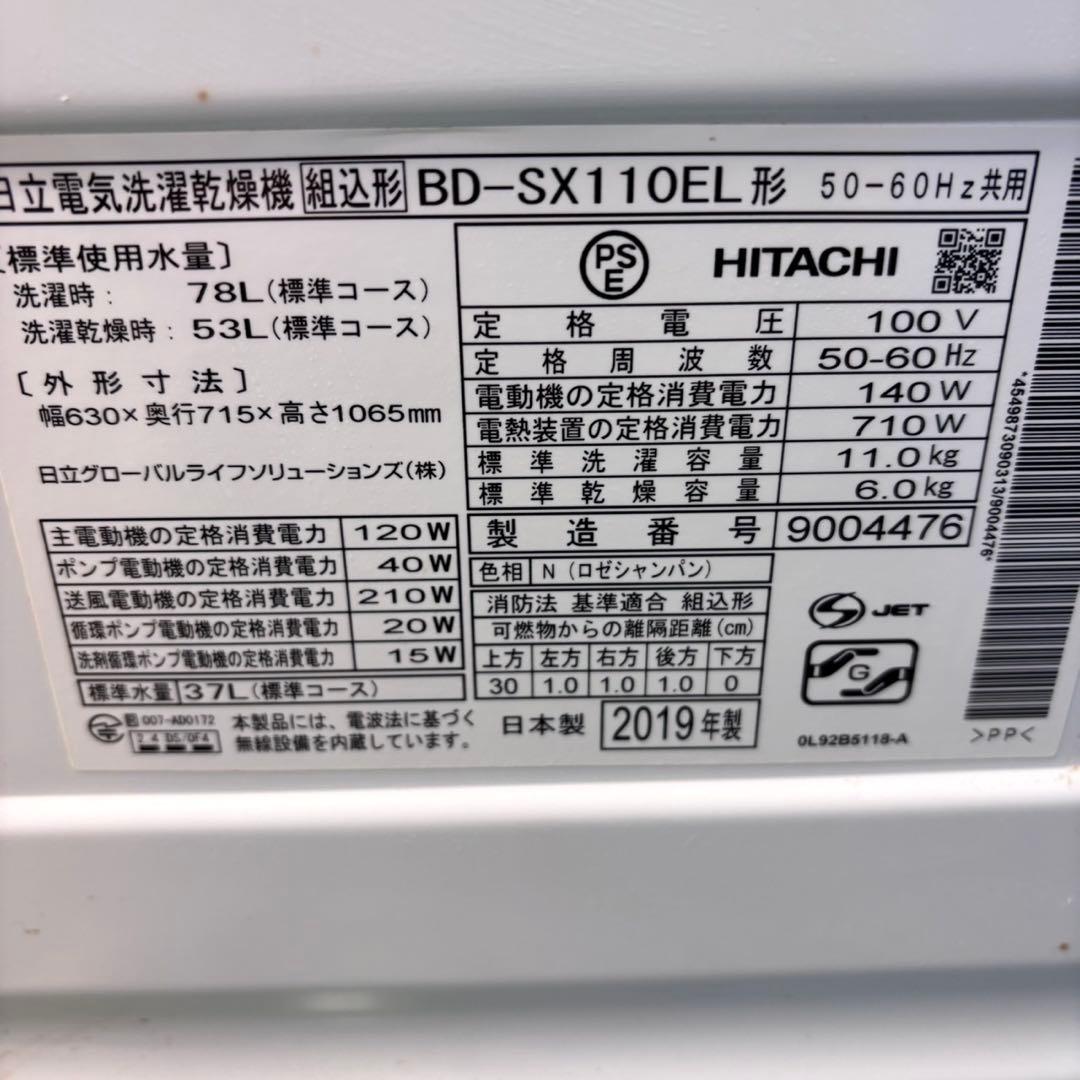 日立電気洗濯乾燥機 組込形 BD-SX110EL形 50-60Hz共用
〔標準使用水量〕
洗濯時： 78L(標準コース)
洗濯乾燥時： 53L(標準コース)
〔外形寸法〕
幅630×奥行715×高さ1065mm
日立グローバルライフソリューションズ(株)
PSE HITACHI
定格電圧 100V
定格周波数 50-60Hz
電動機の定格消費電力 140W
電熱装置の定格消費電力 710W
標準洗濯容量 11.0kg
標準乾燥容量 6.0kg
製造番号 9004476
主電動機の定格消費電力 120W
ポンプ電動機の定格消費電力 40W
送風電動機の定格消費電力 210W
循環ポンプ電動機の定格消費電力 20W
洗剤循環ポンプ電動機の定格消費電力 15W
標準水量 37L(標準コース)
色相 N (ロゼシャンパン)
消防法 基準適合 組込形
可燃物からの離隔距離(cm)
上方 左方 右方 後方 下方
30 1.0 1.0 1.0 0
S JET
G
007-AD0172
2.4 DS/OF4
本製品には、電波法に基づく
無線設備を内蔵しています。
日本製 2019年製
0L92B5118-A
>PP<
*4549873090313/9004476*